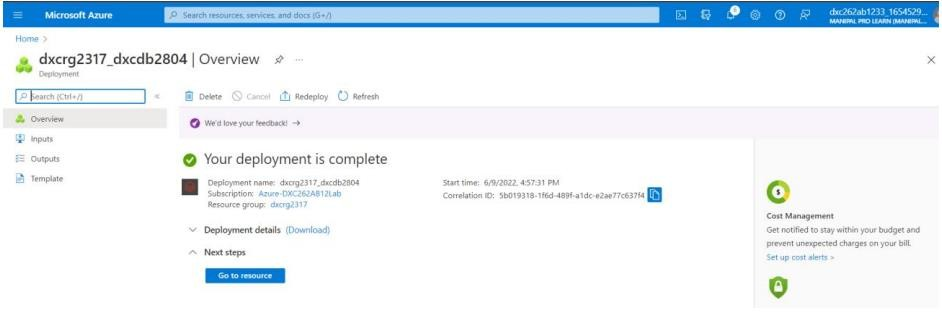 Microsoft Azure
Search resources, services, and docs (G+/)
6
dxc262ab1233_1654529...
MANIPAL PRO LEARN (MANIPAL...
Home >
dxcrg2317_dxcdb2804 | Overview
Deployment
Search (Ctrl+/)
Delete
Cancel
Redeploy
Refresh
Overview
Inputs
Outputs
Template
We'd love your feedback! →
Your deployment is complete
Deployment name: dxcrg2317_dxcdb2804
Subscription: Azure-DXC262AB12Lab
Resource group: dxcrg2317
Start time: 6/9/2022, 4:57:31 PM
Correlation ID: 5b019318-1f6d-489f-a1dc-e2ae77c637f4
Deployment details (Download)
Next steps
Go to resource
Cost Management
Get notified to stay within your budget and
prevent unexpected charges on your bill.
Set up cost alerts >